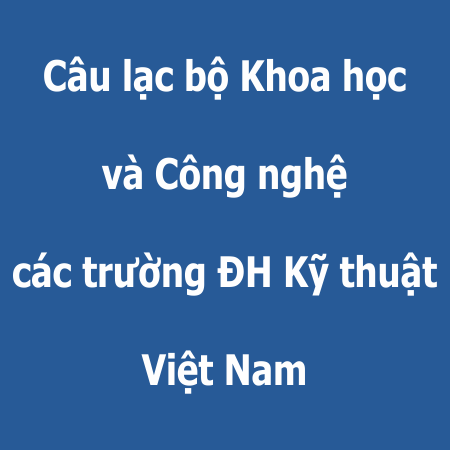 Câu lạc bộ Khoa học
và Công nghệ
các trường ĐH Kỹ thuật
Việt Nam